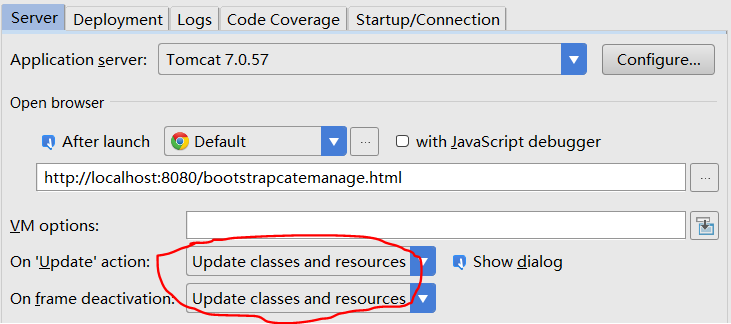 Server Deployment Logs Code Coverage Startup/Connection
Application server: Tomcat 7.0.57 Configure...
Open browser
After launch Default ... with JavaScript debugger
http://localhost:8080/bootstrapcatemanage.html ...
VM options:
On 'Update' action: Update classes and resources Show dialog
On frame deactivation: Update classes and resources